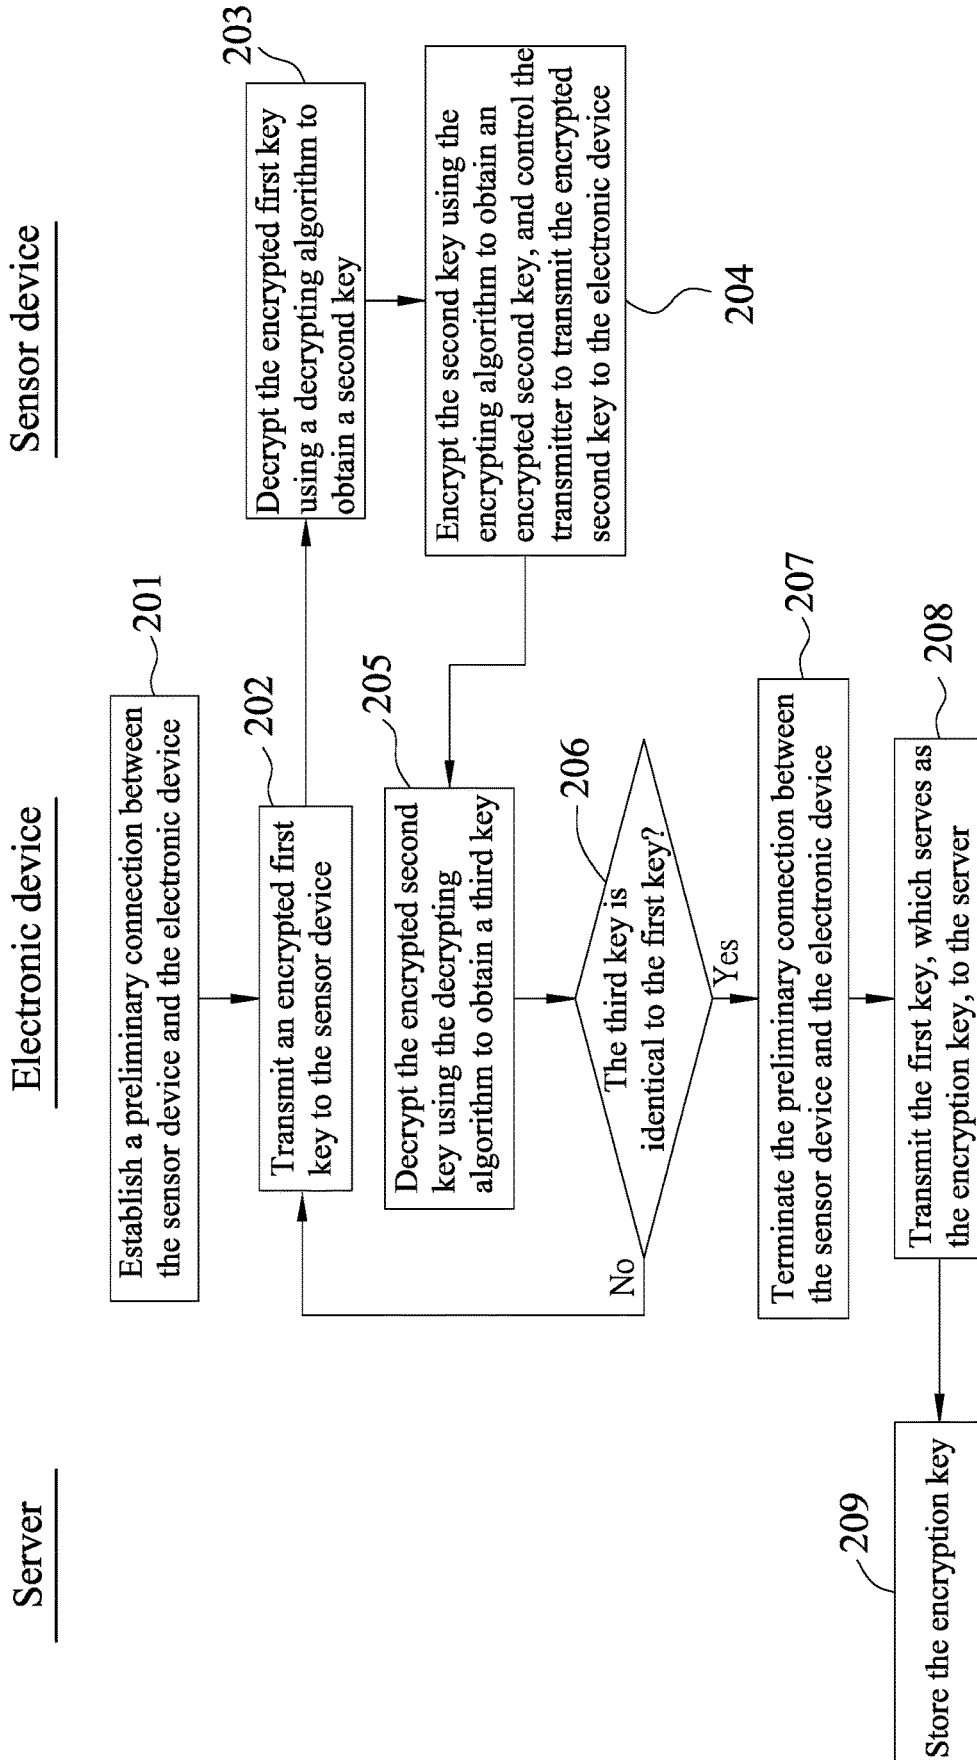 Server
Electronic device
Sensor device
201
Establish a preliminary connection between
the sensor device and the electronic device
202
Transmit an encrypted first
key to the sensor device
203
Decrypt the encrypted first key
using a decrypting algorithm to
obtain a second key
Encrypt the second key using the
encrypting algorithm to obtain an
encrypted second key, and control the
transmitter to transmit the encrypted
second key to the electronic device
204
205
Decrypt the encrypted second
key using the decrypting
algorithm to obtain a third key
206
The third key is
identical to the first key?
No
Yes
207
Terminate the preliminary connection between
the sensor device and the electronic device
208
Transmit the first key, which serves as
the encryption key, to the server
209
Store the encryption key